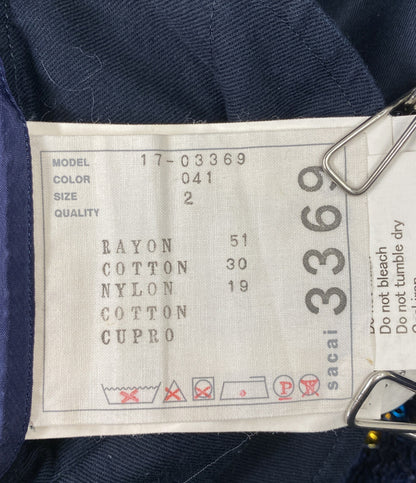 MODEL 17-03369
COLOR 041
SIZE 2
QUALITY
RAYON 51
COTTON 30
NYLON 19
COTTON
CUPRO
P
sacai 3369
Do not bleach
Do not tumble dry